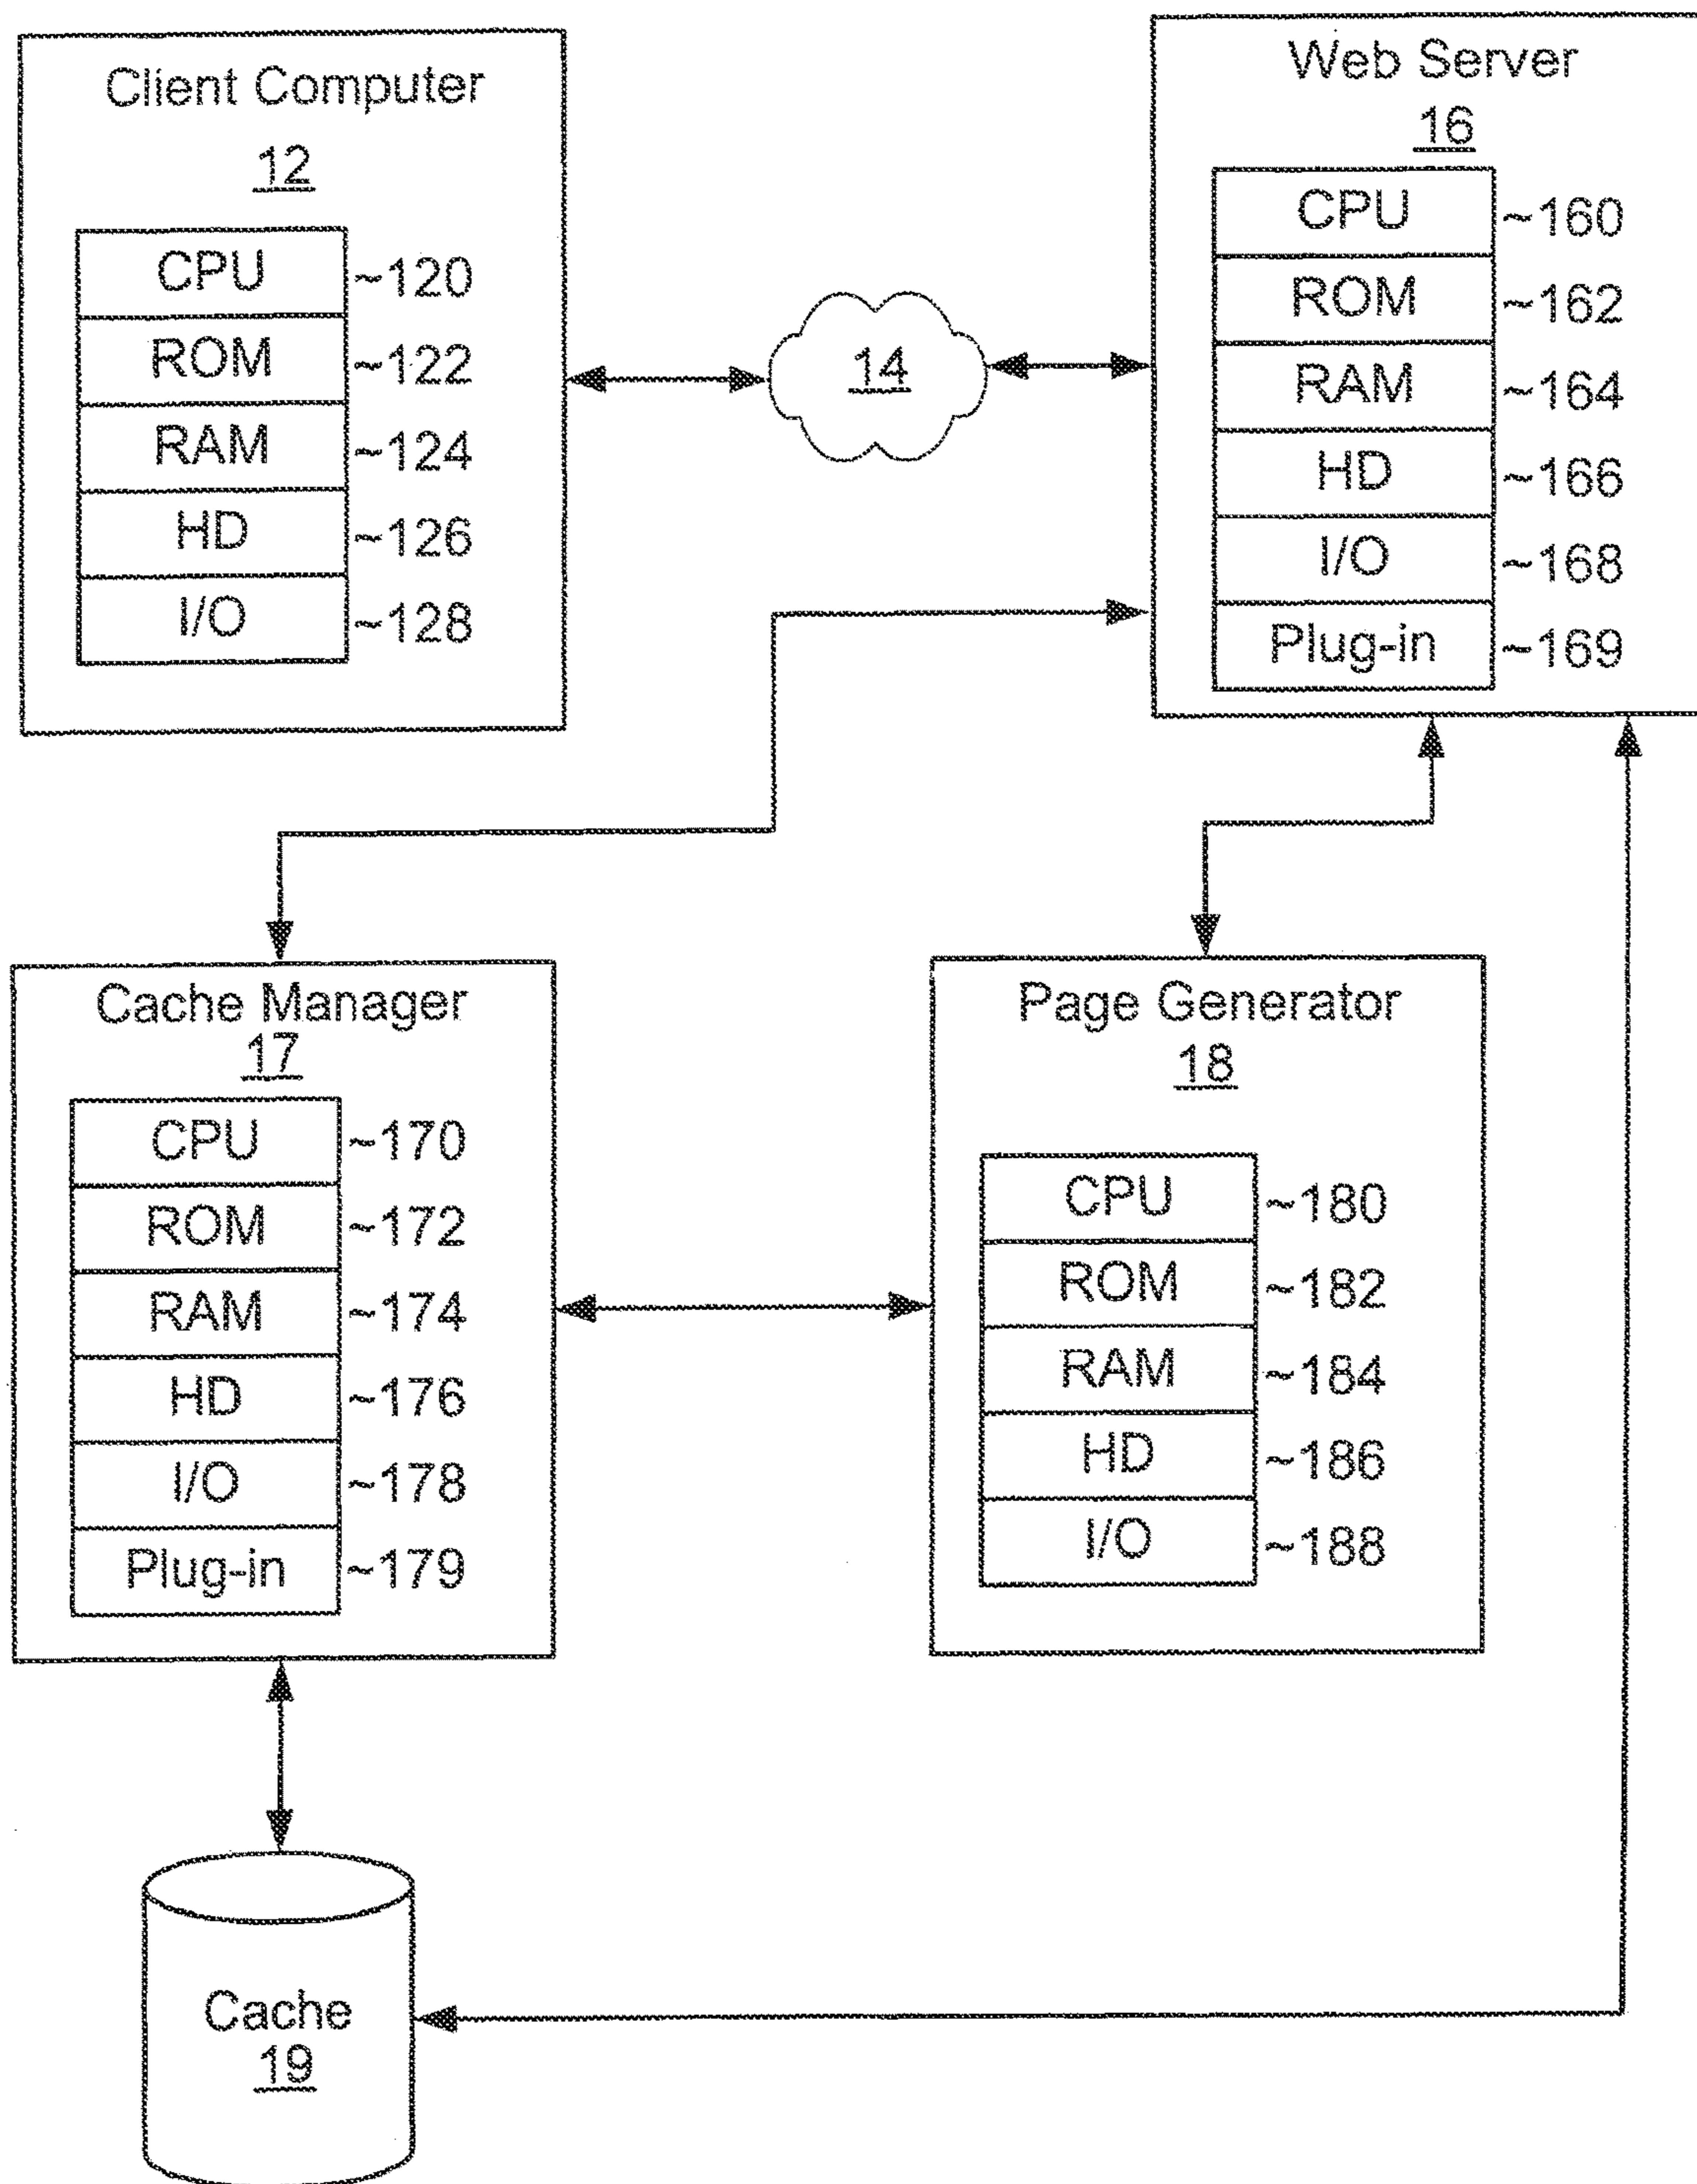 Client Computer
12
CPU ~120
ROM ~122
RAM ~124
HD ~126
I/O ~128
14
Web Server
16
CPU ~160
ROM ~162
RAM ~164
HD ~166
I/O ~168
Plug-in ~169
Cache Manager
17
CPU ~170
ROM ~172
RAM ~174
HD ~176
I/O ~178
Plug-in ~179
Page Generator
18
CPU ~180
ROM ~182
RAM ~184
HD ~186
I/O ~188
Cache
19